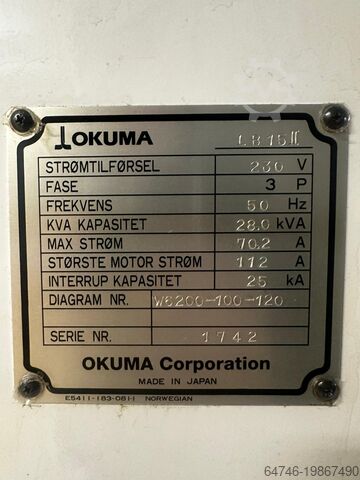 OKUMA LB15II
STRØMTILFØRSEL 230 V
FASE 3 P
FREKVENS 50 Hz
KVA KAPASITET 28.0 kVA
MAX STRØM 70.2 A
STØRSTE MOTOR STRØM 112 A
INTERRUP KAPASITET 25 kA
DIAGRAM NR. W6200-100-120
SERIE NR. 1742
OKUMA Corporation
MADE IN JAPAN
E5411-183-061-1 NORWEGIAN
64746-19867490